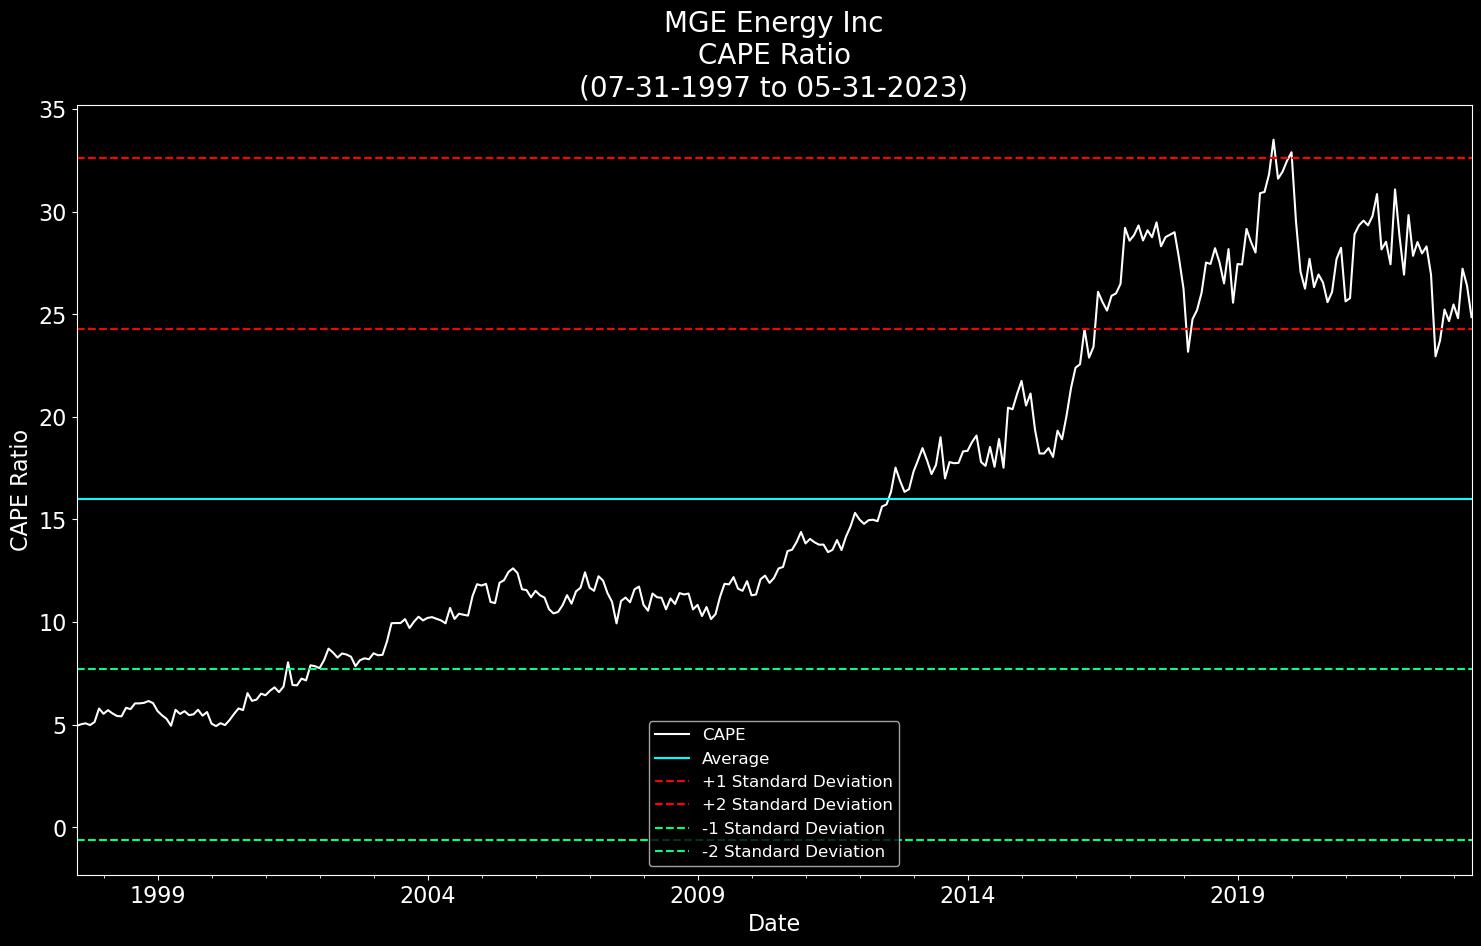 MGE Energy Inc
CAPE Ratio
(07-31-1997 to 05-31-2023)
35
30
25
20
15
10
5
0
CAPE Ratio
CAPE
Average
+1 Standard Deviation
+2 Standard Deviation
-1 Standard Deviation
-2 Standard Deviation
1999 2004 2009 2014 2019
Date